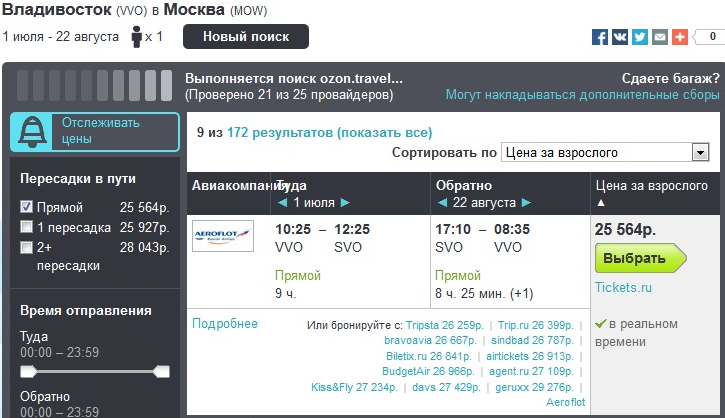 Владивосток (VVO) в Москва (MOW)
1 июля - 22 августа x 1 Новый поиск
0
Выполняется поиск ozon.travel...
(Проверено 21 из 25 провайдеров)
Сдаете багаж?
Могут накладываться дополнительные сборы
Отслеживать
цены
9 из 172 результатов (показать все)
Сортировать по Цена за взрослого
Пересадки в пути
Прямой 25 564р.
1 пересадка 25 927р.
2+ 28 043р.
пересадки
Время отправления
Туда
00:00 – 23:59
Обратно
00:00 – 23:59
Авиакомпания Туда Обратно Цена за взрослого
◄ 1 июля ► ◄ 22 августа ► ▲
AEROFLOT
Russian Airlines
10:25 – 12:25
VVO SVO
Прямой
9 ч.
17:10 – 08:35
SVO VVO
Прямой
8 ч. 25 мин. (+1)
25 564р.
Выбрать
Tickets.ru
в реальном
времени
Подробнее
Или бронируйте с: Tripsta 26 259р. | Trip.ru 26 399р. |
bravoavia 26 667р. | sindbad 26 787р. |
Biletix.ru 26 841р. | airtickets 26 913р. |
BudgetAir 26 966р. | agent.ru 27 109р. |
Kiss&Fly 27 234р. | davs 27 429р. | geruxx 29 276р. |
Aeroflot